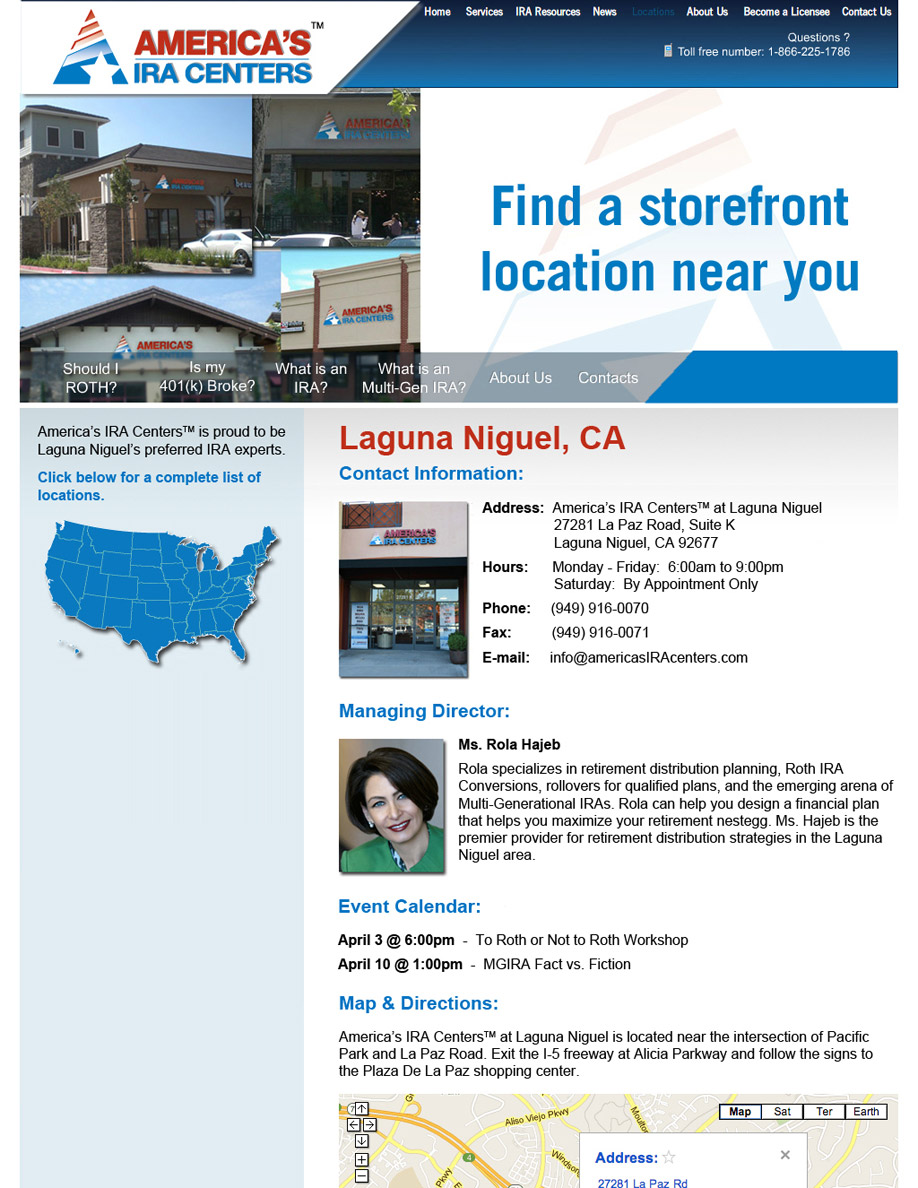 AMERICA'S™
IRA CENTERS
Home Services IRA Resources News Locations About Us Become a Licensee Contact Us
Questions ?
Toll free number: 1-866-225-1786
AMERICA'S
IRA CENTERS
AMERICA'S
IRA CENTERS
AMERICA'S
IRA CENTERS
AMERICA'S
IRA CENTERS
Find a storefront
location near you
Should I
ROTH?
Is my
401(k) Broke?
What is an
IRA?
What is an
Multi-Gen IRA?
About Us
Contacts
America's IRA Centers™ is proud to be
Laguna Niguel's preferred IRA experts.
Click below for a complete list of
locations.
Laguna Niguel, CA
Contact Information:
AMERICA'S
IRA CENTERS
Address: America's IRA Centers™ at Laguna Niguel
27281 La Paz Road, Suite K
Laguna Niguel, CA 92677
Hours: Monday - Friday: 6:00am to 9:00pm
Saturday: By Appointment Only
Phone: (949) 916-0070
Fax: (949) 916-0071
E-mail: info@americasIRAcenters.com
Managing Director:
Ms. Rola Hajeb
Rola specializes in retirement distribution planning, Roth IRA
Conversions, rollovers for qualified plans, and the emerging arena of
Multi-Generational IRAs. Rola can help you design a financial plan
that helps you maximize your retirement nestegg. Ms. Hajeb is the
premier provider for retirement distribution strategies in the Laguna
Niguel area.
Event Calendar:
April 3 @ 6:00pm - To Roth or Not to Roth Workshop
April 10 @ 1:00pm - MGIRA Fact vs. Fiction
Map & Directions:
America's IRA Centers™ at Laguna Niguel is located near the intersection of Pacific
Park and La Paz Road. Exit the I-5 freeway at Alicia Parkway and follow the signs to
the Plaza De La Paz shopping center.
Map Sat Ter Earth
Aliso Viejo Pkwy
Address:
27281 La Paz Rd